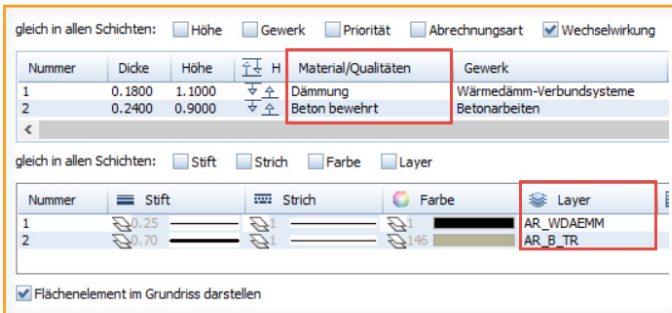 gleich in allen Schichten: Höhe Gewerk Priorität Abrechnungsart Wechselwirkung
Nummer Dicke Höhe H Material/Qualitäten Gewerk
1 0.1800 1.1000 Dämmung Wärmedämm-Verbundsysteme
2 0.2400 0.9000 Beton bewehrt Betonarbeiten
gleich in allen Schichten: Stift Strich Farbe Layer
Nummer Stift Strich Farbe Layer
1 0.25 1 1 AR_WDAEMM
2 0.70 1 146 AR_B_TR
Flächenelement im Grundriss darstellen